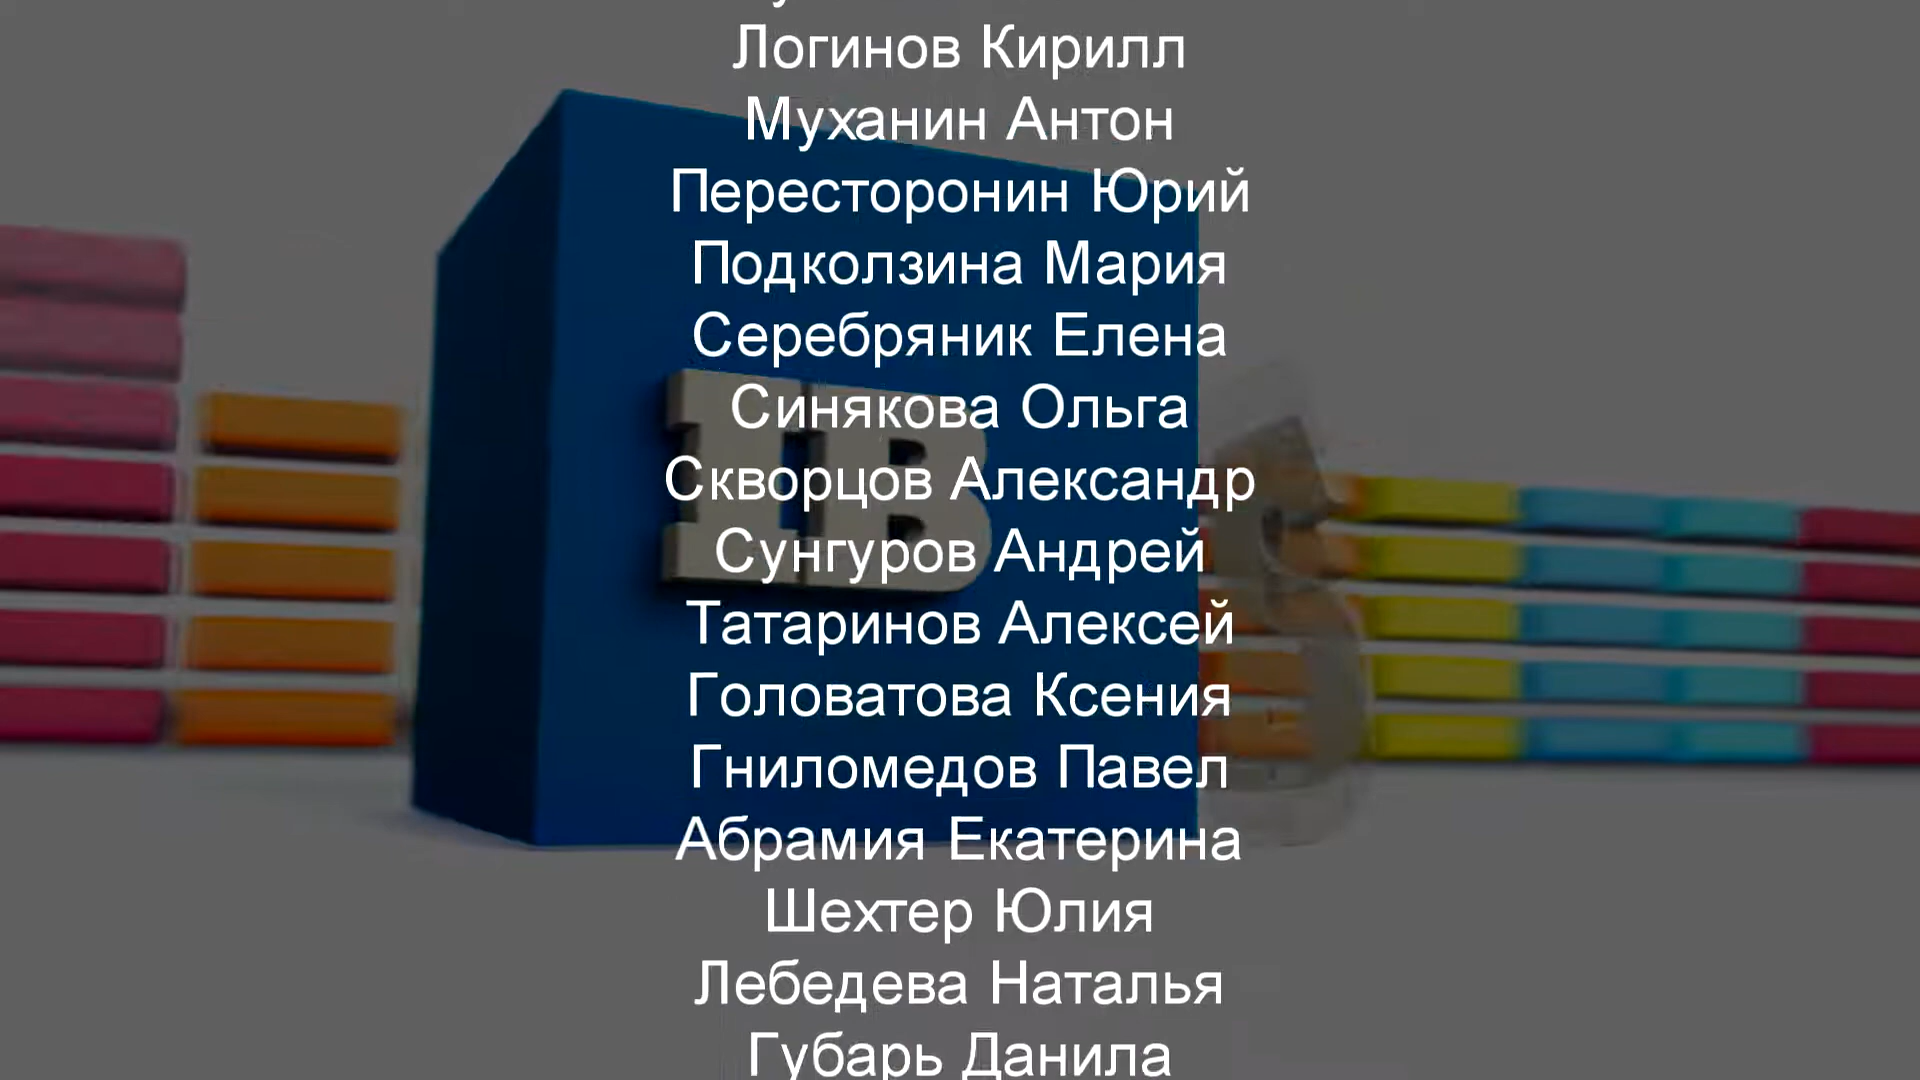 Логинов Кирилл
Муханин Антон
Пересторонин Юрий
Подколзина Мария
Серебряник Елена
Синякова Ольга
IB
Скворцов Александр
Сунгуров Андрей
Татаринов Алексей
Головатова Ксения
Гниломедов Павел
Абрамия Екатерина
Шехтер Юлия
Лебедева Наталья
Губарь Данила